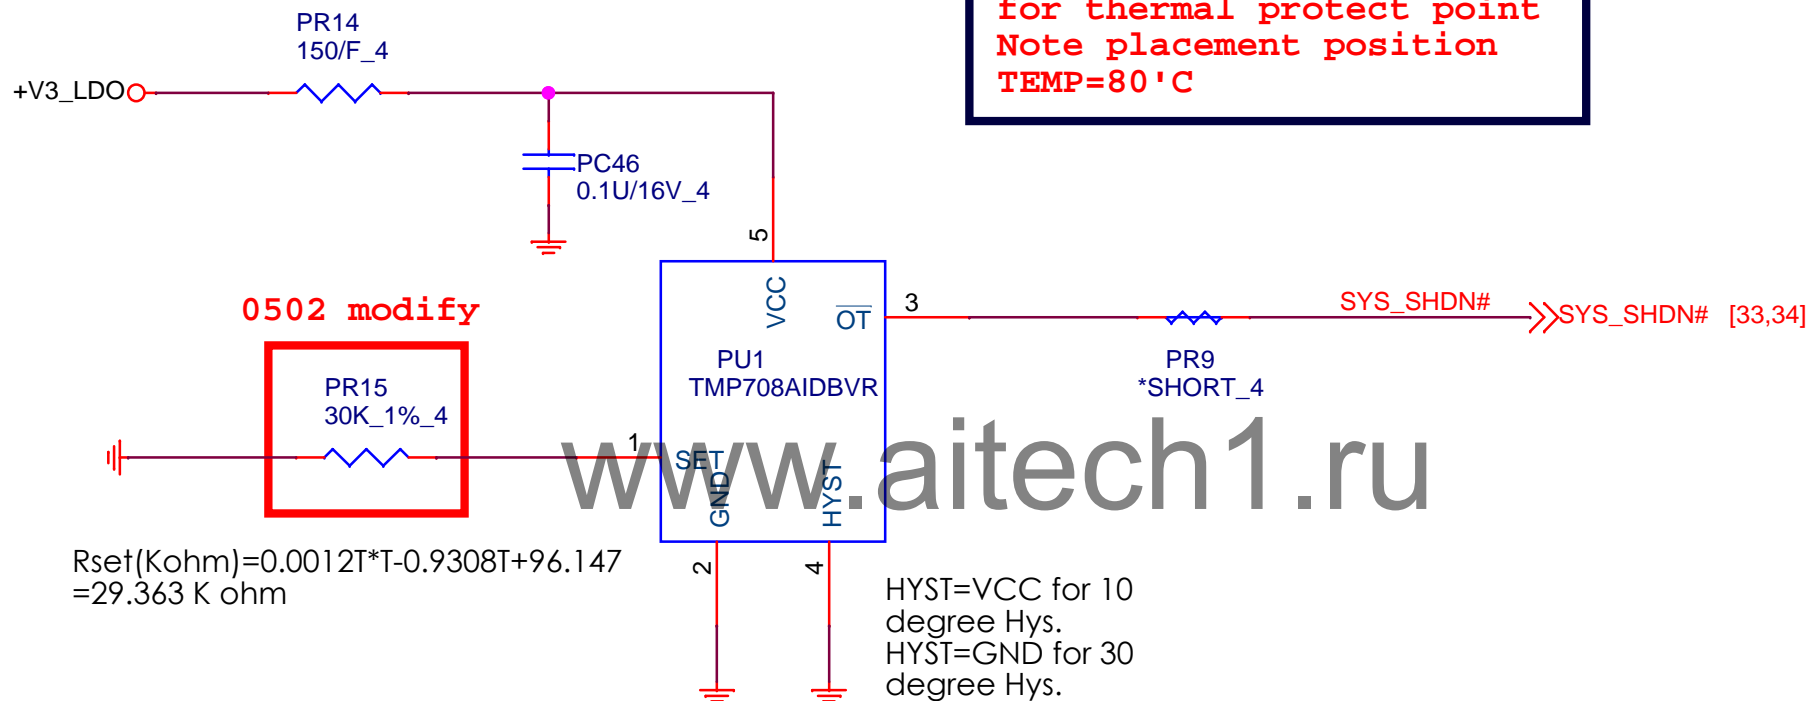 for thermal protect point
Note placement position
TEMP=80'C
PR14
150/F_4
+V3_LDO
PC46
0.1U/16V_4
5
0502 modify
VCC
OT
3
SYS_SHDN#
SYS_SHDN# [33,34]
PU1
TMP708AIDBVR
PR9
*SHORT_4
PR15
30K_1%_4
1
SET
GND
HYST
www.aitech1.ru
2
4
Rset(Kohm)=0.0012T*T-0.9308T+96.147
=29.363 K ohm
HYST=VCC for 10
degree Hys.
HYST=GND for 30
degree Hys.